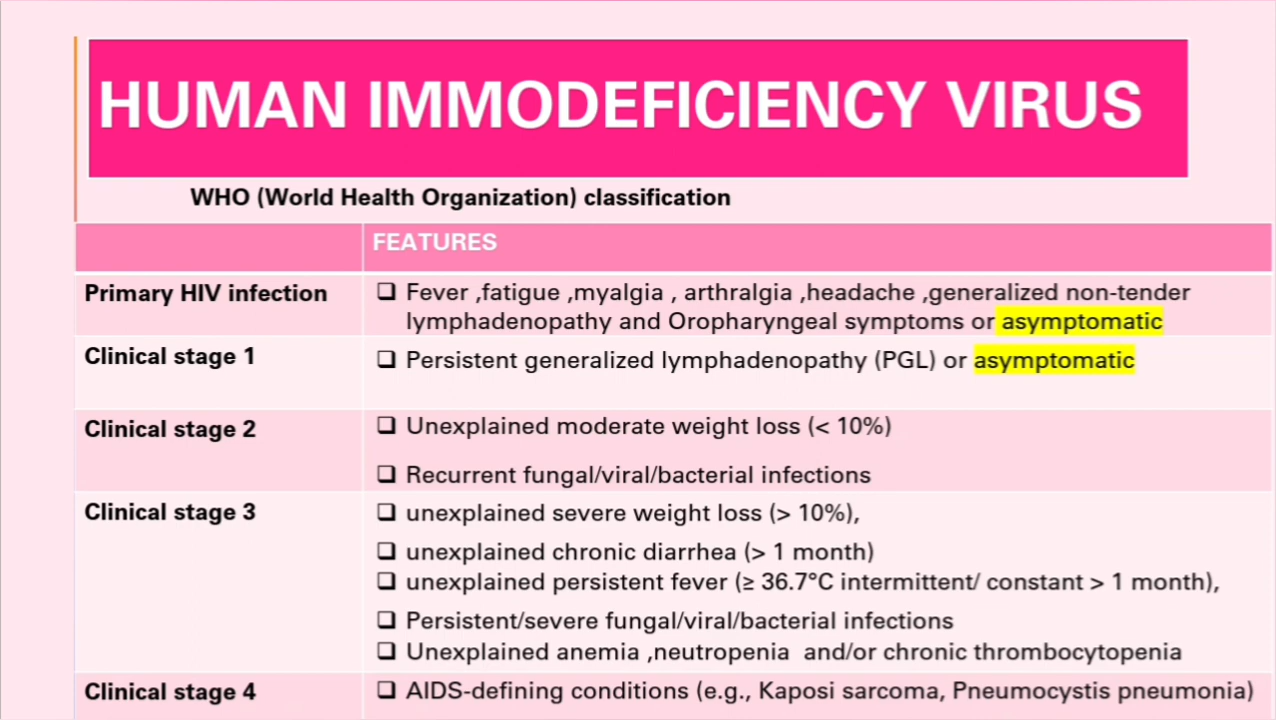 HUMAN IMMODEFICIENCY VIRUS
WHO (World Health Organization) classification
FEATURES
Primary HIV infection
❑ Fever ,fatigue ,myalgia , arthralgia ,headache ,generalized non-tender
lymphadenopathy and Oropharyngeal symptoms or asymptomatic
Clinical stage 1
❑ Persistent generalized lymphadenopathy (PGL) or asymptomatic
Clinical stage 2
❑ Unexplained moderate weight loss (< 10%)
❑ Recurrent fungal/viral/bacterial infections
Clinical stage 3
❑ unexplained severe weight loss (> 10%),
❑ unexplained chronic diarrhea (> 1 month)
❑ unexplained persistent fever (≥ 36.7°C intermittent/ constant > 1 month),
❑ Persistent/severe fungal/viral/bacterial infections
❑ Unexplained anemia ,neutropenia and/or chronic thrombocytopenia
Clinical stage 4
❑ AIDS-defining conditions (e.g., Kaposi sarcoma, Pneumocystis pneumonia)